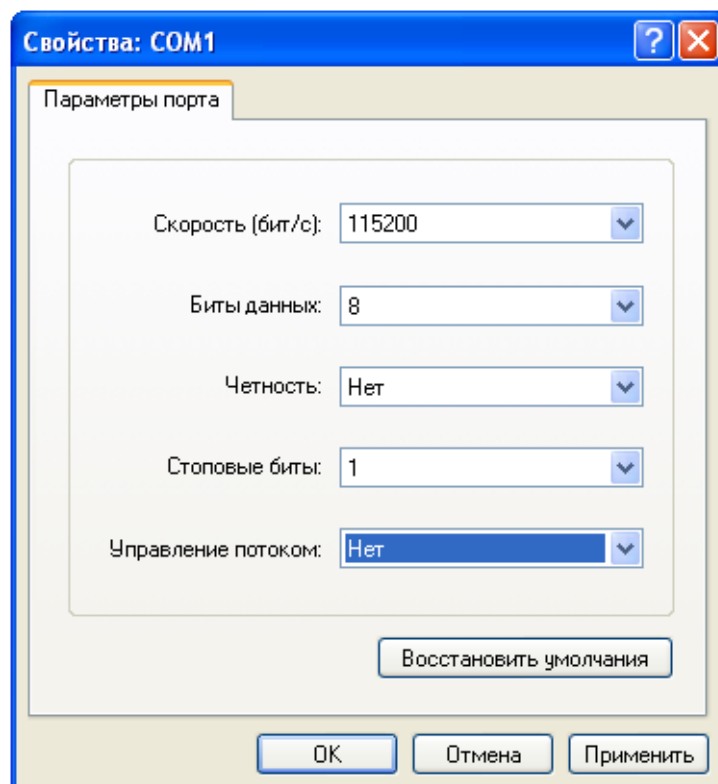 Свойства: COM1
Параметры порта
Скорость (бит/с): 115200
Биты данных: 8
Четность: Нет
Стоповые биты: 1
Управление потоком: Нет
Восстановить умолчания
OK Отмена Применить